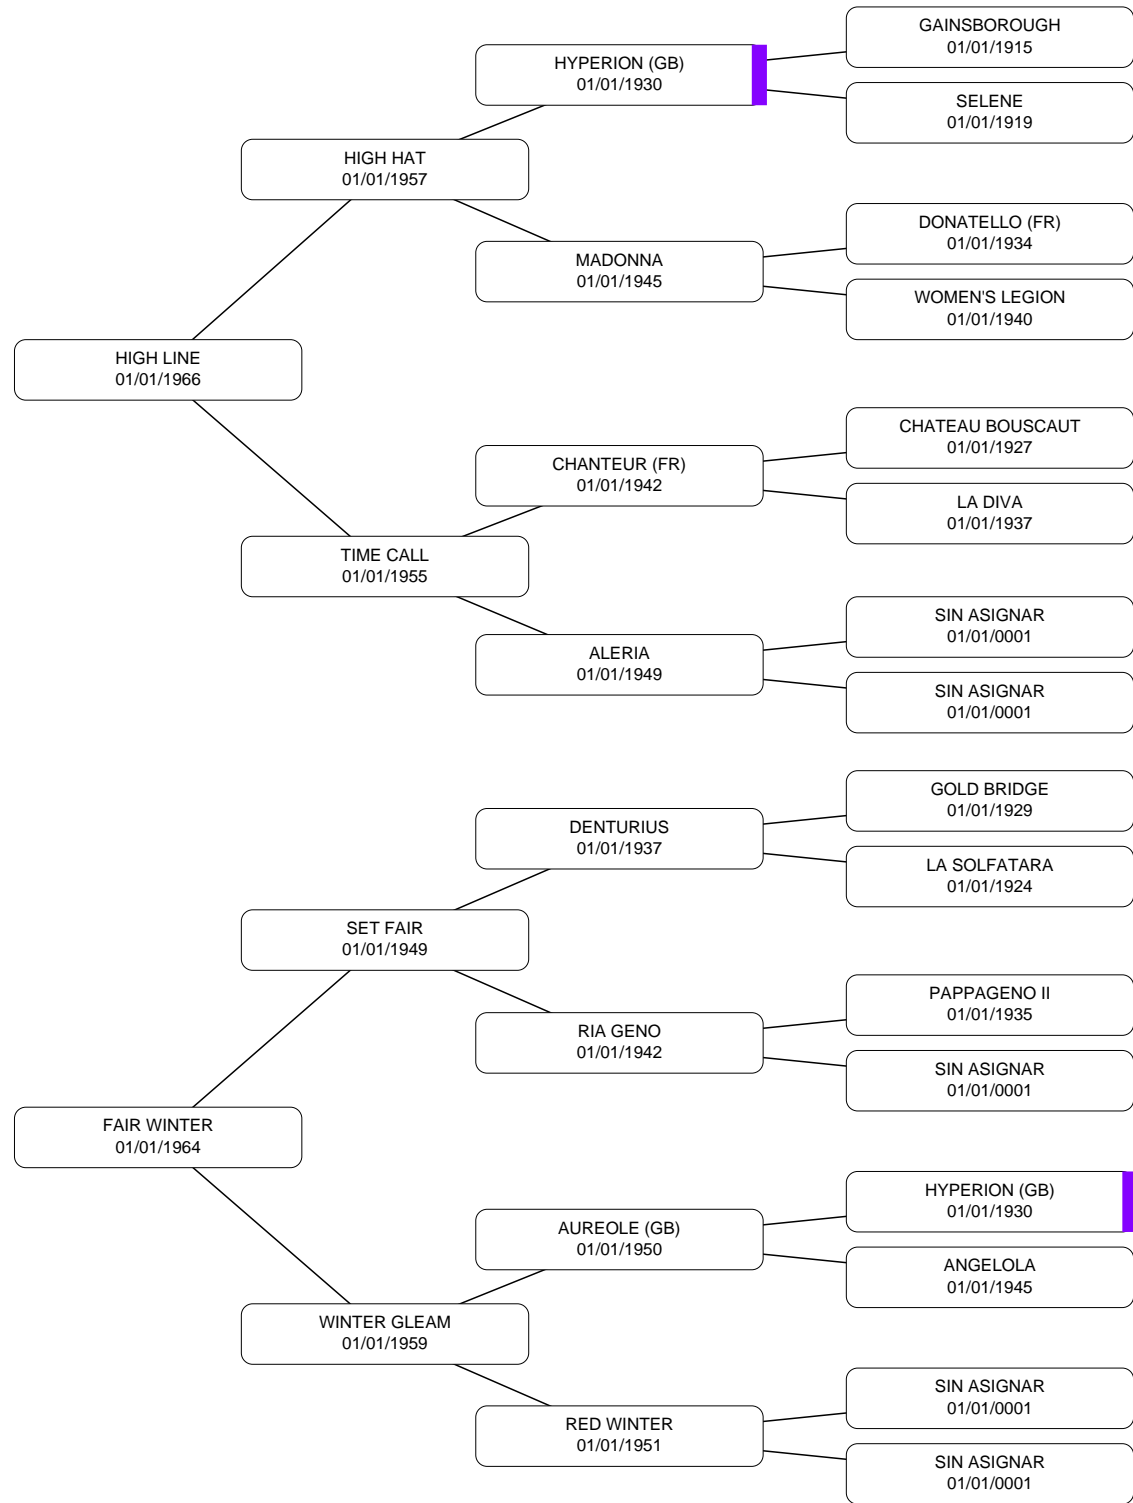 GAINSBOROUGH
01/01/1915
HYPERION (GB)
01/01/1930
SELENE
01/01/1919
HIGH HAT
01/01/1957
DONATELLO (FR)
01/01/1934
MADONNA
01/01/1945
WOMEN'S LEGION
01/01/1940
HIGH LINE
01/01/1966
CHATEAU BOUSCAUT
01/01/1927
CHANTEUR (FR)
01/01/1942
LA DIVA
01/01/1937
TIME CALL
01/01/1955
SIN ASIGNAR
01/01/0001
ALERIA
01/01/1949
SIN ASIGNAR
01/01/0001
GOLD BRIDGE
01/01/1929
DENTURIUS
01/01/1937
LA SOLFATARA
01/01/1924
SET FAIR
01/01/1949
PAPPAGENO II
01/01/1935
RIA GENO
01/01/1942
SIN ASIGNAR
01/01/0001
FAIR WINTER
01/01/1964
HYPERION (GB)
01/01/1930
AUREOLE (GB)
01/01/1950
ANGELOLA
01/01/1945
WINTER GLEAM
01/01/1959
SIN ASIGNAR
01/01/0001
RED WINTER
01/01/1951
SIN ASIGNAR
01/01/0001